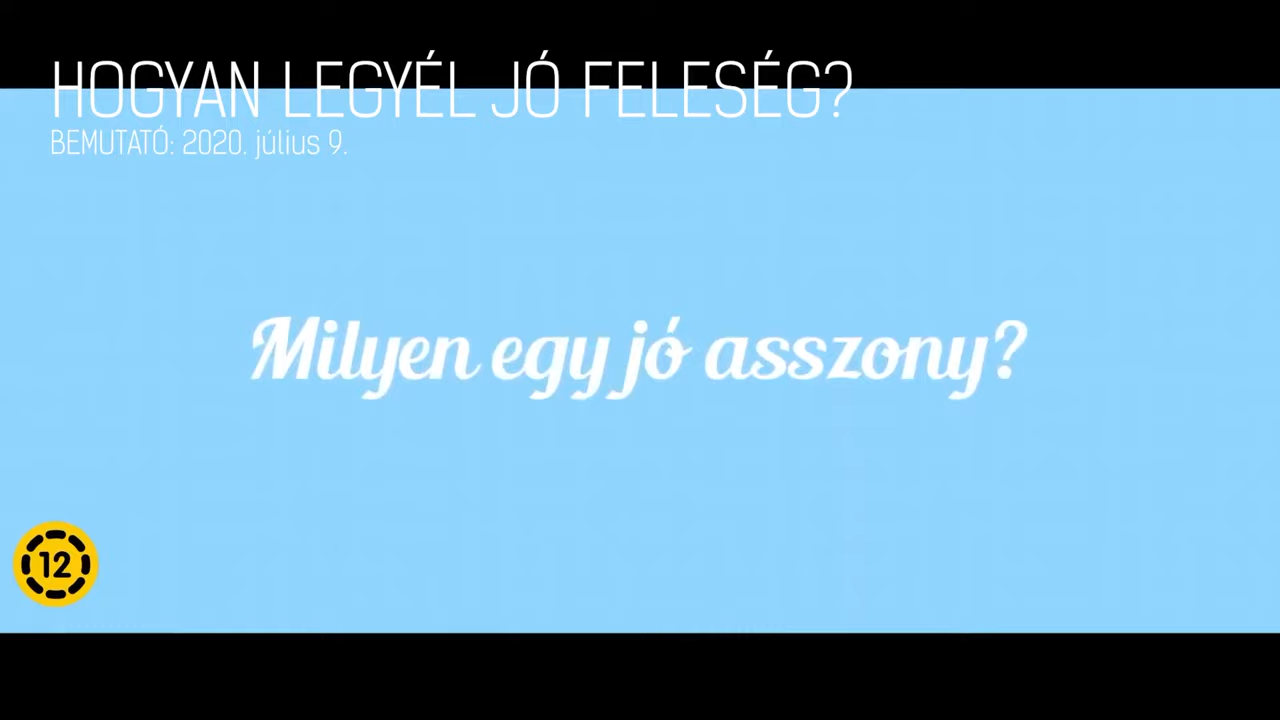 HOGYAN LEGYÉL JÓ FELESÉG?
BEMUTATÓ: 2020. július 9.
Milyen egy jó asszony?
12